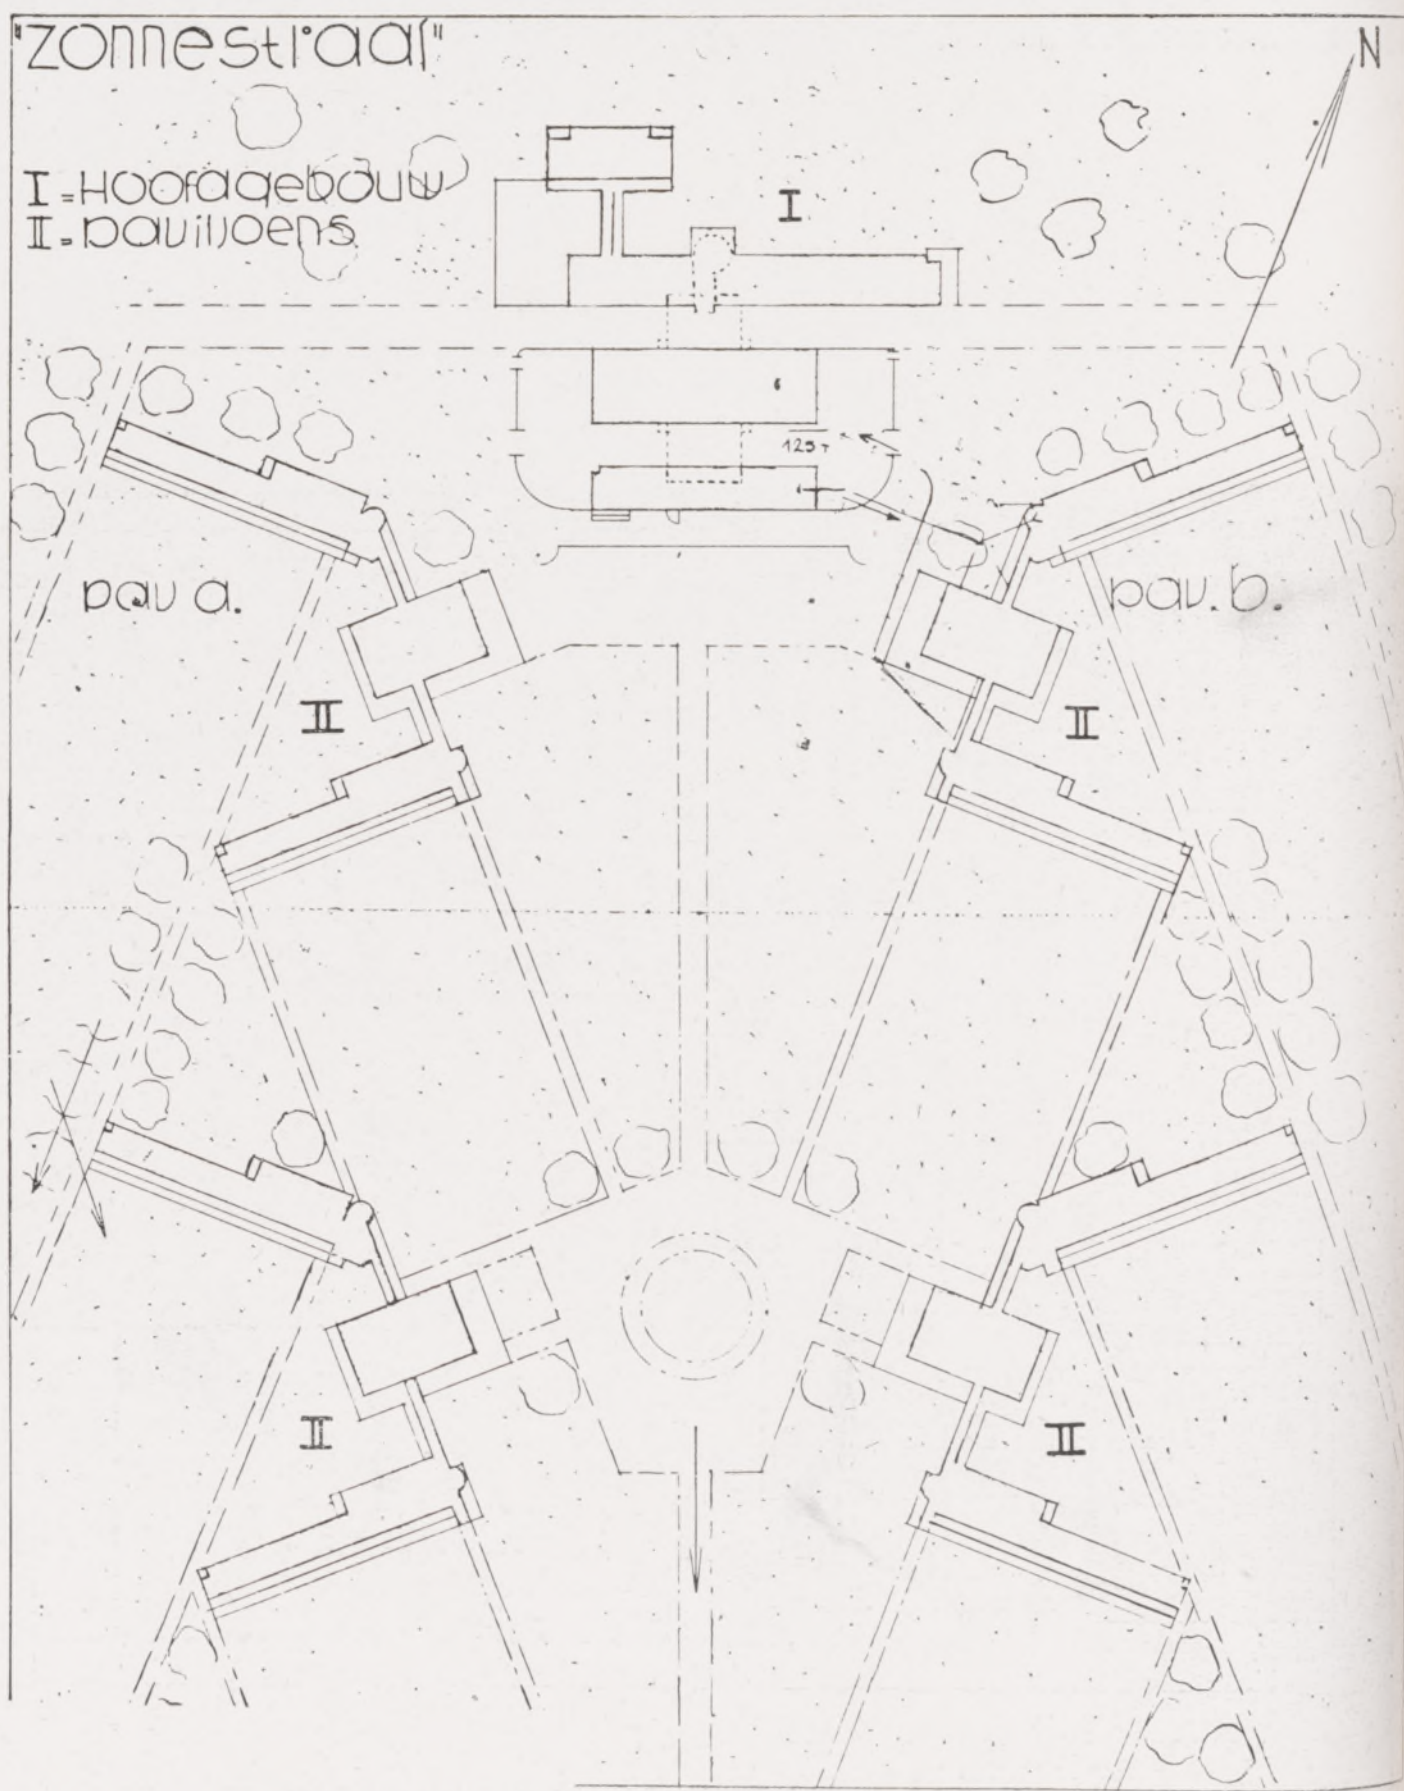 "Zonnestraal"
N
I = Hoofdgebouw
II = paviljoens
I
125+
pav a.
pav. b.
II
II
II
II